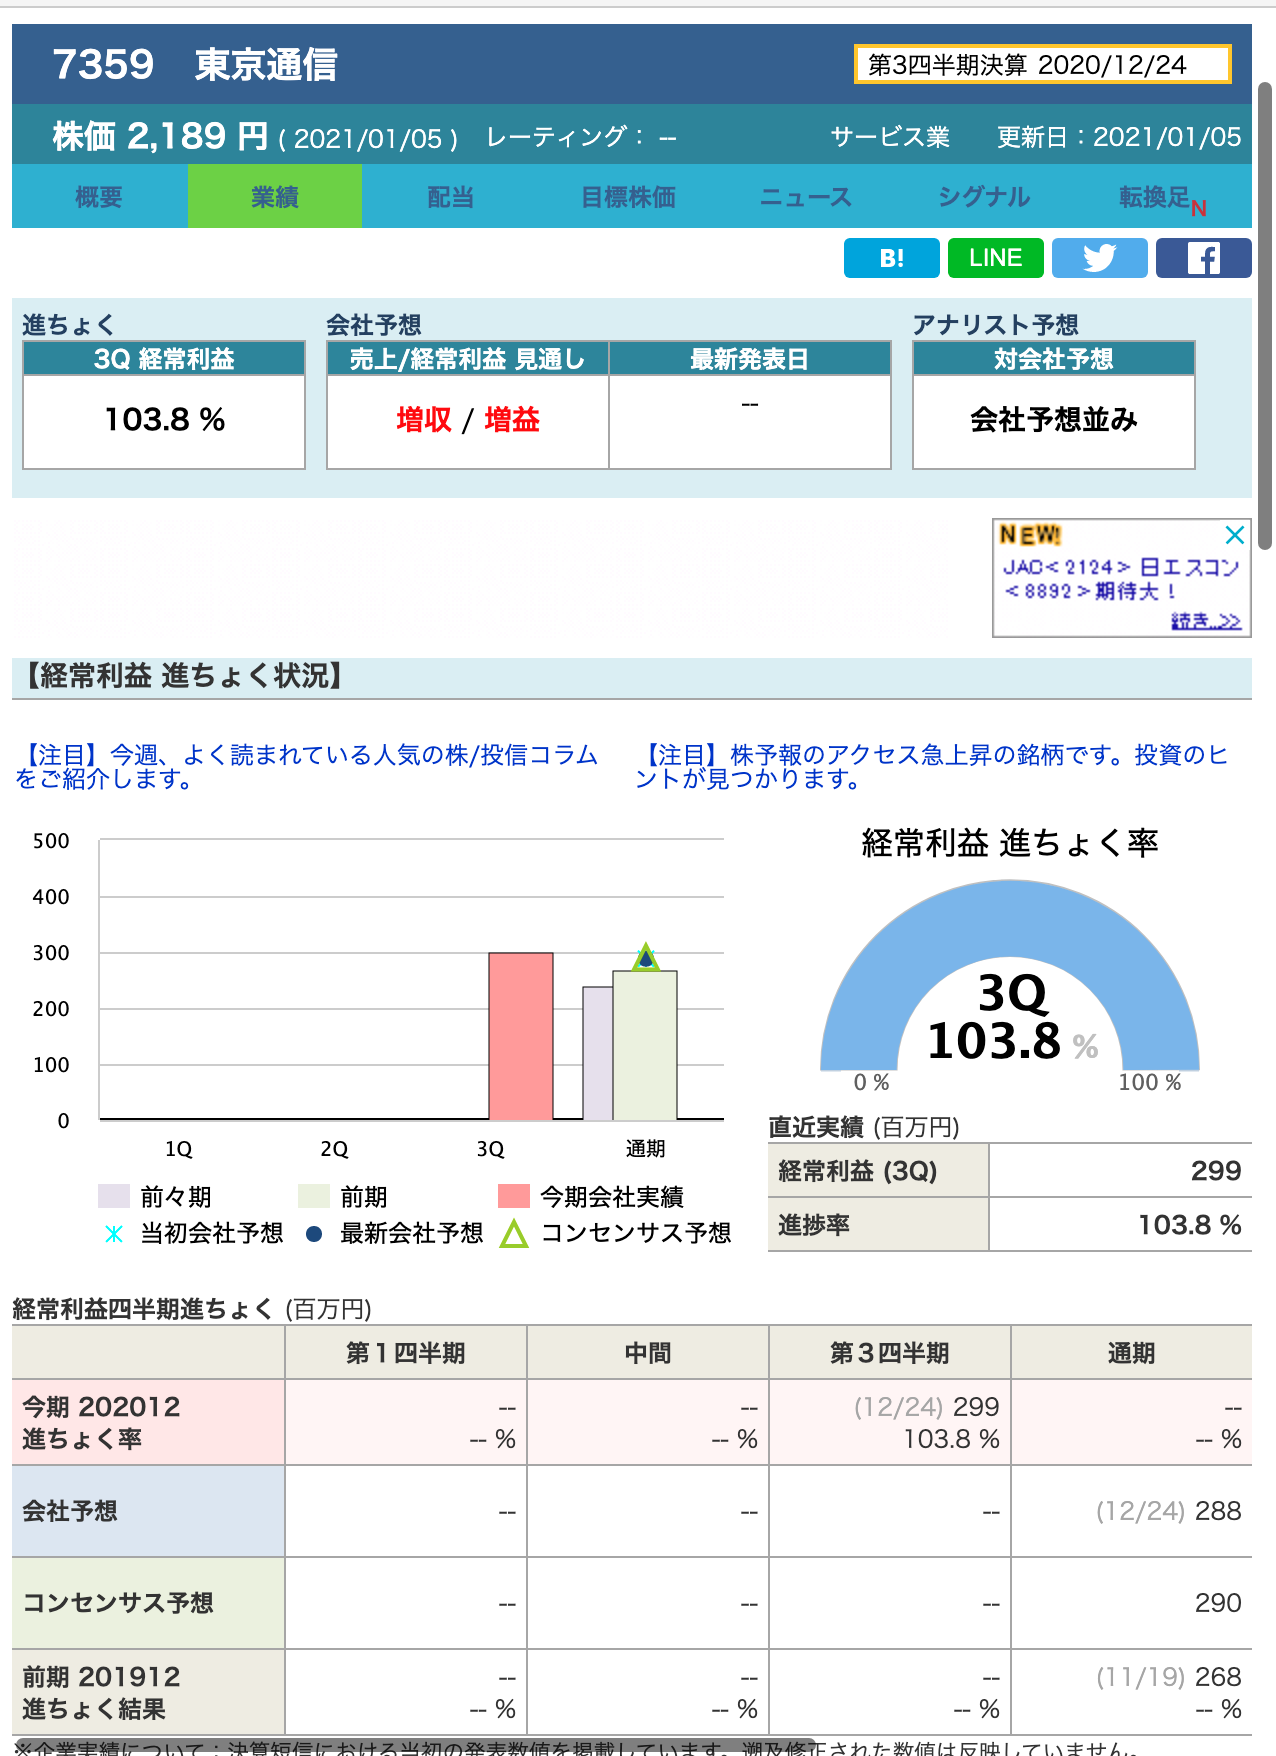 7359 東京通信
第3四半期決算 2020/12/24
株価 2,189 円 ( 2021/01/05 ) レーティング： --
サービス業 更新日：2021/01/05
概要 業績 配当 目標株価 ニュース シグナル 転換足N
B! LINE
進ちょく
3Q 経常利益
103.8 %
会社予想
売上/経常利益 見通し 最新発表日
増収 / 増益 --
アナリスト予想
対会社予想
会社予想並み
NEW!
JAC<2124> 日エスコン
<8892>期待大！
続き..>>
【経常利益 進ちょく状況】
【注目】今週、よく読まれている人気の株/投信コラム
をご紹介します。
【注目】株予報のアクセス急上昇の銘柄です。投資のヒ
ントが見つかります。
500
400
300
200
100
0
1Q 2Q 3Q 通期
前々期 前期 今期会社実績
当初会社予想 最新会社予想 コンセンサス予想
経常利益 進ちょく率
3Q
103.8 %
0 % 100 %
直近実績 (百万円)
経常利益 (3Q) 299
進捗率 103.8 %
経常利益四半期進ちょく (百万円)
第１四半期 中間 第３四半期 通期
今期 202012 -- -- (12/24) 299 --
進ちょく率 -- % -- % 103.8 % -- %
会社予想 -- -- -- (12/24) 288
コンセンサス予想 -- -- -- 290
前期 201912 -- -- -- (11/19) 268
進ちょく結果 -- % -- % -- % -- %
※企業実績について：決算短信における当初の発表数値を掲載しています。遡及修正された数値は反映していません。